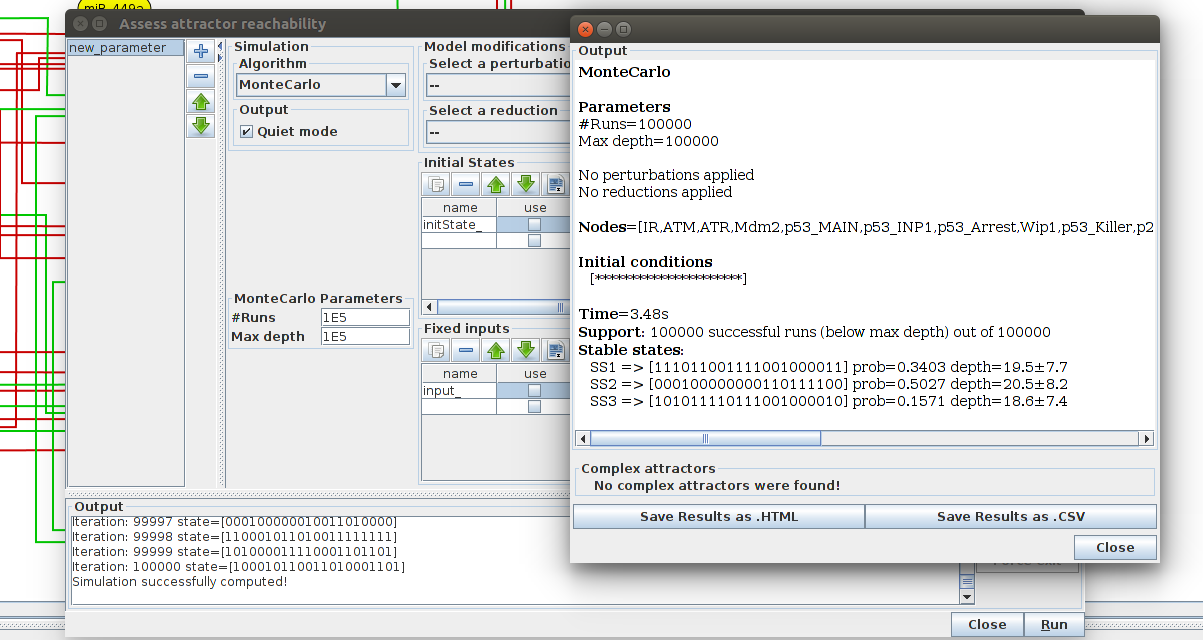 miR-449a
Assess attractor reachability
new_parameter
Simulation
Algorithm
MonteCarlo
Output
Quiet mode
MonteCarlo Parameters
#Runs 1E5
Max depth 1E5
Model modifications
Select a perturbatio
--
Select a reduction
--
Initial States
name use
initState_
Fixed inputs
name use
input_
Output
Iteration: 99997 state=[000100000010011010000]
Iteration: 99998 state=[110001011010011111111]
Iteration: 99999 state=[101000011110001101101]
Iteration: 100000 state=[100010110011010001101]
Simulation successfully computed!
Close Run
Output
MonteCarlo
Parameters
#Runs=100000
Max depth=100000
No perturbations applied
No reductions applied
Nodes=[IR,ATM,ATR,Mdm2,p53_MAIN,p53_INP1,p53_Arrest,Wip1,p53_Killer,p2
Initial conditions
[*********************]
Time=3.48s
Support: 100000 successful runs (below max depth) out of 100000
Stable states:
SS1 => [111011001111001000011] prob=0.3403 depth=19.5±7.7
SS2 => [000100000000110111100] prob=0.5027 depth=20.5±8.2
SS3 => [101011110111001000010] prob=0.1571 depth=18.6±7.4
Complex attractors
No complex attractors were found!
Save Results as .HTML Save Results as .CSV
Close